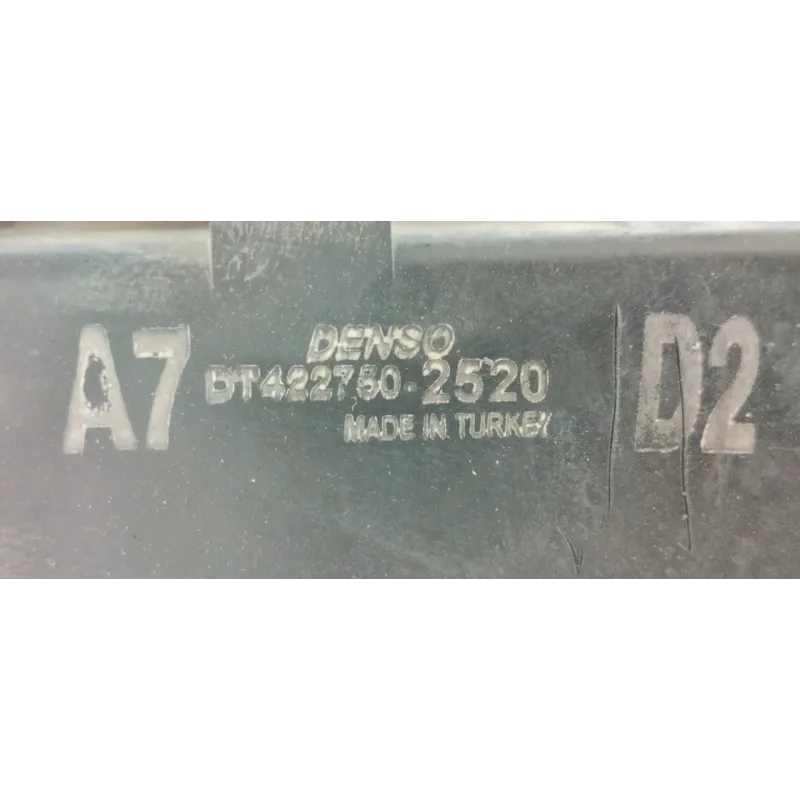 A7
DENSO
DT422750-2520
MADE IN TURKEY
D2